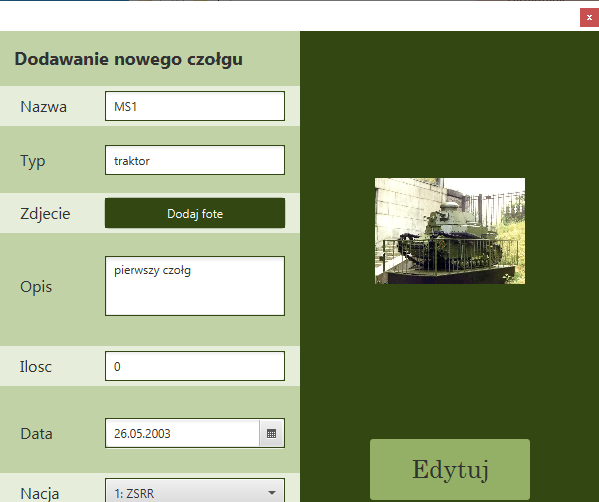 x
Dodawanie nowego czołgu
Nazwa MS1
Typ traktor
Zdjecie Dodaj fote
Opis pierwszy czołg
Ilosc 0
Data 26.05.2003
Nacja 1: ZSRR
Edytuj